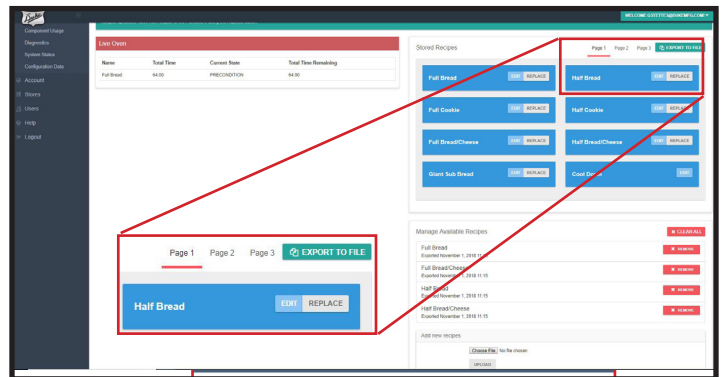 Duke
WELCOME
Component Usage
Diagnostics
System Status
Configuration Data
Account
Stores
Users
Help
Logout
Live Oven
Name Total Time Current State Total Time Remaining
Full Bread 64.00 PRECONDITION 64.00
Stored Recipes
Page 1 Page 2 Page 3 EXPORT TO FILE
Full Bread EDIT REPLACE
Half Bread EDIT REPLACE
Full Cookie EDIT REPLACE
Half Cookie EDIT REPLACE
Full Bread/Cheese EDIT REPLACE
Half Bread/Cheese EDIT REPLACE
Giant Sub Bread EDIT REPLACE
Cool Down EDIT
Page 1 Page 2 Page 3 EXPORT TO FILE
Half Bread EDIT REPLACE
Manage Available Recipes CLEAR ALL
Full Bread
Exported November 1, 2018 11:15 REMOVE
Full Bread/Cheese
Exported November 1, 2018 11:15 REMOVE
Half Bread
Exported November 1, 2018 11:15 REMOVE
Half Bread/Cheese
Exported November 1, 2018 11:15 REMOVE
Add new recipes
Choose File No file chosen
UPLOAD